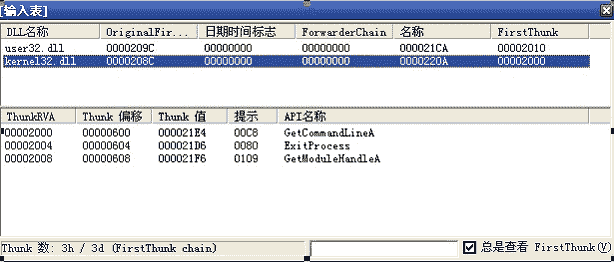 [输入表]
DLL名称 OriginalFir... 日期时间标志 ForwarderChain 名称 FirstThunk
user32.dll 0000209C 00000000 00000000 000021CA 00002010
kernel32.dll 0000208C 00000000 00000000 0000220A 00002000
ThunkRVA Thunk 偏移 Thunk 值 提示 API名称
00002000 00000600 000021E4 00C8 GetCommandLineA
00002004 00000604 000021D6 0080 ExitProcess
00002008 00000608 000021F6 0109 GetModuleHandleA
Thunk 数: 3h / 3d (FirstThunk chain) 总是查看 FirstThunk(V)